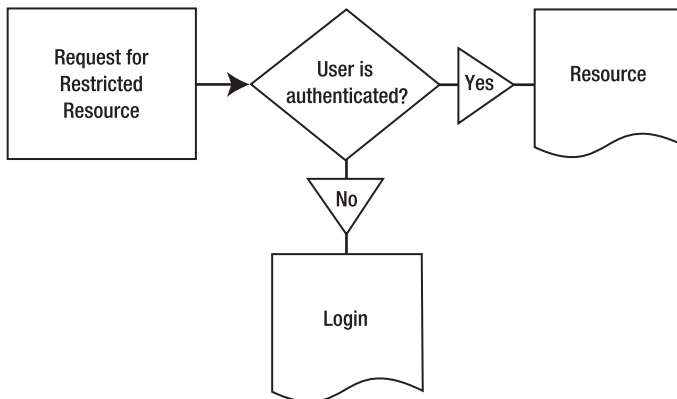 Request for
Restricted
Resource
User is
authenticated?
Yes
Resource
No
Login